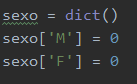 sexo = dict()
sexo['M'] = 0
sexo['F'] = 0